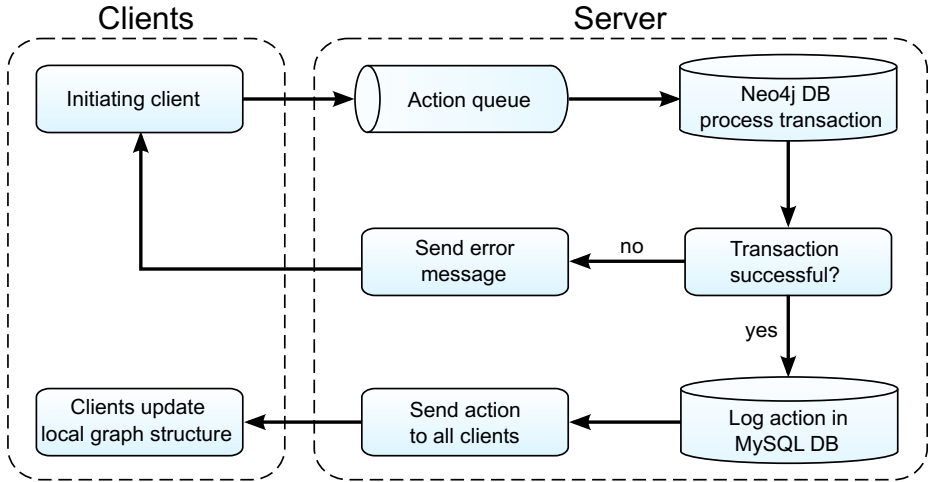 Clients
Server
Initiating client
Action queue
Neo4j DB
process transaction
Send error
message
no
Transaction
successful?
yes
Clients update
local graph structure
Send action
to all clients
Log action in
MySQL DB